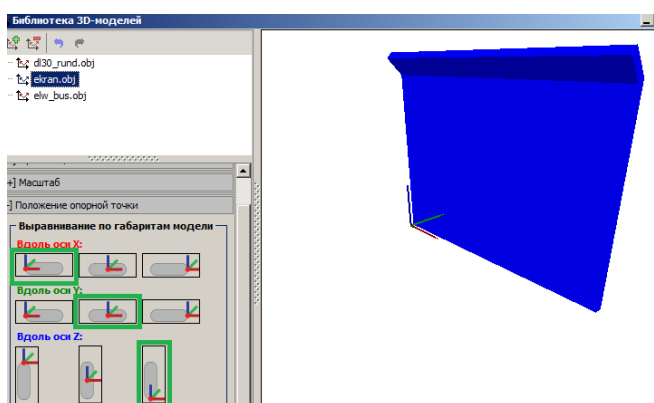 Библиотека 3D-моделей
dl30_rund.obj
ekran.obj
elw_bus.obj
+] Масштаб
-] Положение опорной точки
Выравнивание по габаритам модели
Вдоль оси X:
Вдоль оси Y:
Вдоль оси Z: